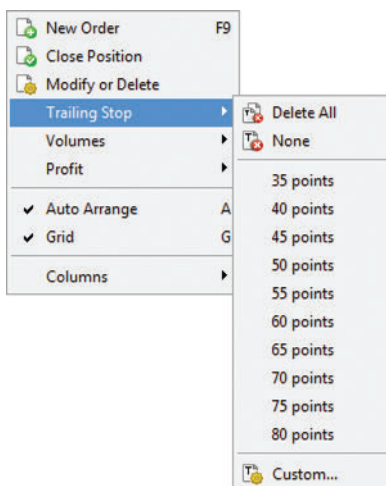 New Order F9
Close Position
Modify or Delete
Trailing Stop
Volumes
Profit
Auto Arrange A
Grid G
Columns
Delete All
None
35 points
40 points
45 points
50 points
55 points
60 points
65 points
70 points
75 points
80 points
Custom...